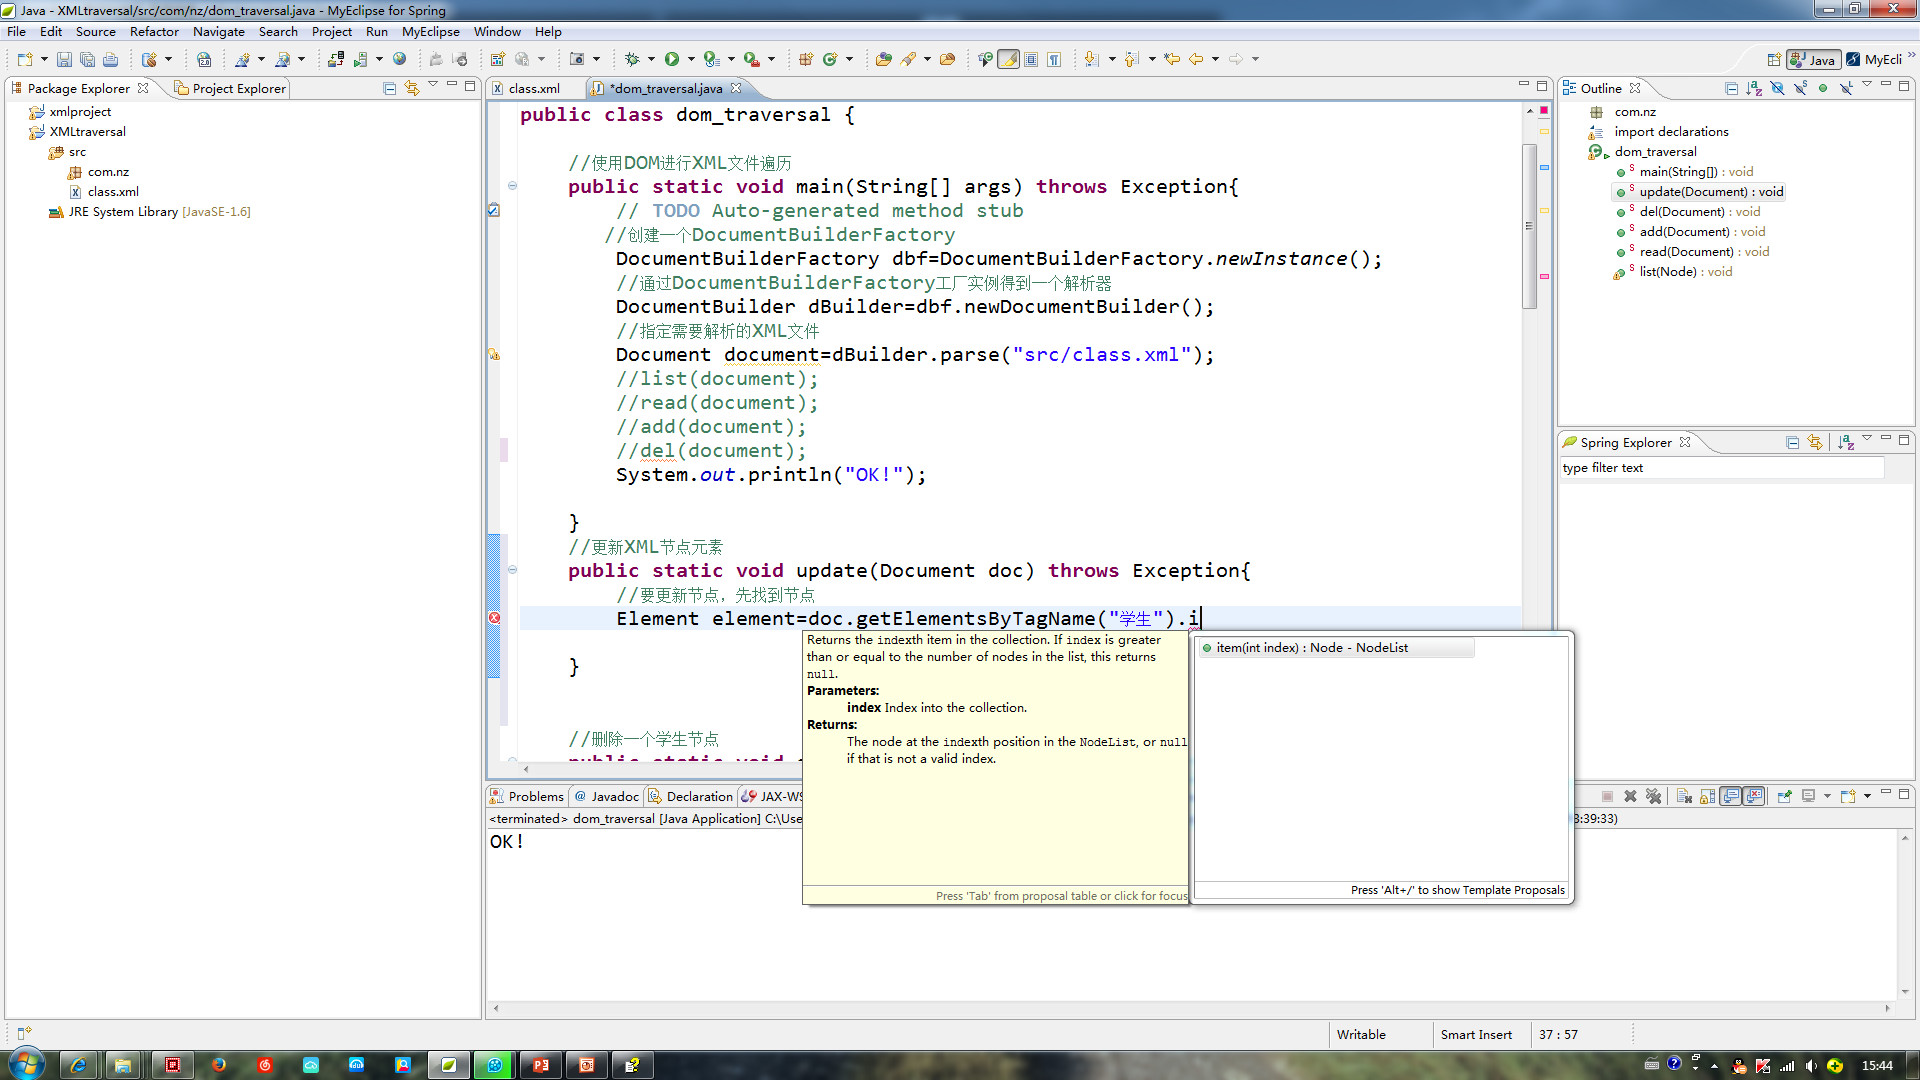 Java - XMLtraversal/src/com/nz/dom_traversal.java - MyEclipse for Spring
File Edit Source Refactor Navigate Search Project Run MyEclipse Window Help
Java MyEcli
Package Explorer Project Explorer
xmlproject
XMLtraversal
src
com.nz
class.xml
JRE System Library [JavaSE-1.6]
class.xml *dom_traversal.java
public class dom_traversal {
//使用DOM进行XML文件遍历
public static void main(String[] args) throws Exception{
// TODO Auto-generated method stub
//创建一个DocumentBuilderFactory
DocumentBuilderFactory dbf=DocumentBuilderFactory.newInstance();
//通过DocumentBuilderFactory工厂实例得到一个解析器
DocumentBuilder dBuilder=dbf.newDocumentBuilder();
//指定需要解析的XML文件
Document document=dBuilder.parse("src/class.xml");
//list(document);
//read(document);
//add(document);
//del(document);
System.out.println("OK!");
}
//更新XML节点元素
public static void update(Document doc) throws Exception{
//要更新节点，先找到节点
Element element=doc.getElementsByTagName("学生").i
}
//删除一个学生节点
public static void
Returns the indexth item in the collection. If index is greater
than or equal to the number of nodes in the list, this returns
null.
Parameters:
index Index into the collection.
Returns:
The node at the indexth position in the NodeList, or null
if that is not a valid index.
Press 'Tab' from proposal table or click for focus
item(int index) : Node - NodeList
Press 'Alt+/' to show Template Proposals
Outline
com.nz
import declarations
dom_traversal
main(String[]) : void
update(Document) : void
del(Document) : void
add(Document) : void
read(Document) : void
list(Node) : void
Spring Explorer
type filter text
Problems Javadoc Declaration JAX-WS
<terminated> dom_traversal [Java Application] C:\Use
3:39:33)
OK!
Writable Smart Insert 37 : 57
15:44